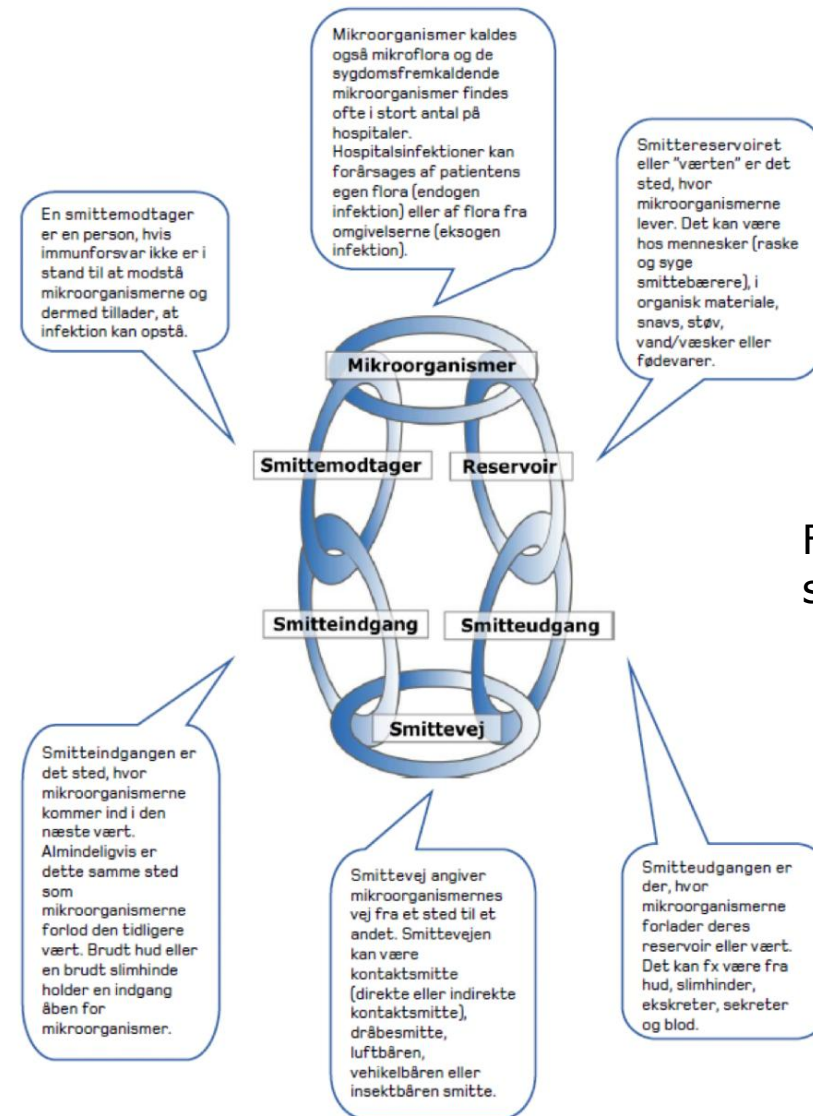 Mikroorganismer kaldes
også mikroflora og de
sygdomsfremkaldende
mikroorganismer findes
ofte i stort antal på
hospitaler.
Hospitalsinfektioner kan
forårsages af patientens
egen flora (endogen
infektion) eller af flora fra
omgivelserne (eksogen
infektion).
Smittereservoiret
eller "værten" er det
sted, hvor
mikroorganismerne
lever. Det kan være
hos mennesker (raske
og syge
smittebærere), i
organisk materiale,
snavs, støv,
vand/væsker eller
fødevarer.
En smittemodtager
er en person, hvis
immunforsvar ikke er i
stand til at modstå
mikroorganismerne og
dermed tillader, at
infektion kan opstå.
Mikroorganismer
Smittemodtager
Reservoir
Smitteindgang
Smitteudgang
Smittevej
Smitteindgangen er
det sted, hvor
mikroorganismerne
kommer ind i den
næste vært.
Almindeligvis er
dette samme sted
som
mikroorganismerne
forlod den tidligere
vært. Brudt hud eller
en brudt slimhinde
holder en indgang
åben for
mikroorganismer.
Smittevej angiver
mikroorganismernes
vej fra et sted til et
andet. Smittevejen
kan være
kontaktsmitte
(direkte eller indirekte
kontaktsmitte),
dråbesmitte,
luftbåren,
vehikelbåren eller
insektbåren smitte.
Smitteudgangen er
der, hvor
mikroorganismerne
forlader deres
reservoir eller vært.
Det kan fx være fra
hud, slimhinder,
ekskreter, sekreter
og blod.